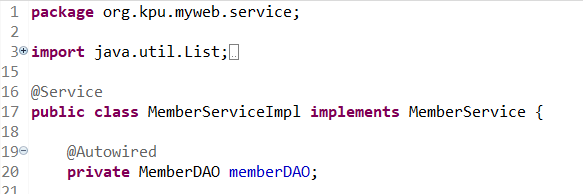 1 package org.kpu.myweb.service;
2
3 import java.util.List;
15
16 @Service
17 public class MemberServiceImpl implements MemberService {
18
19 @Autowired
20 private MemberDAO memberDAO;
21